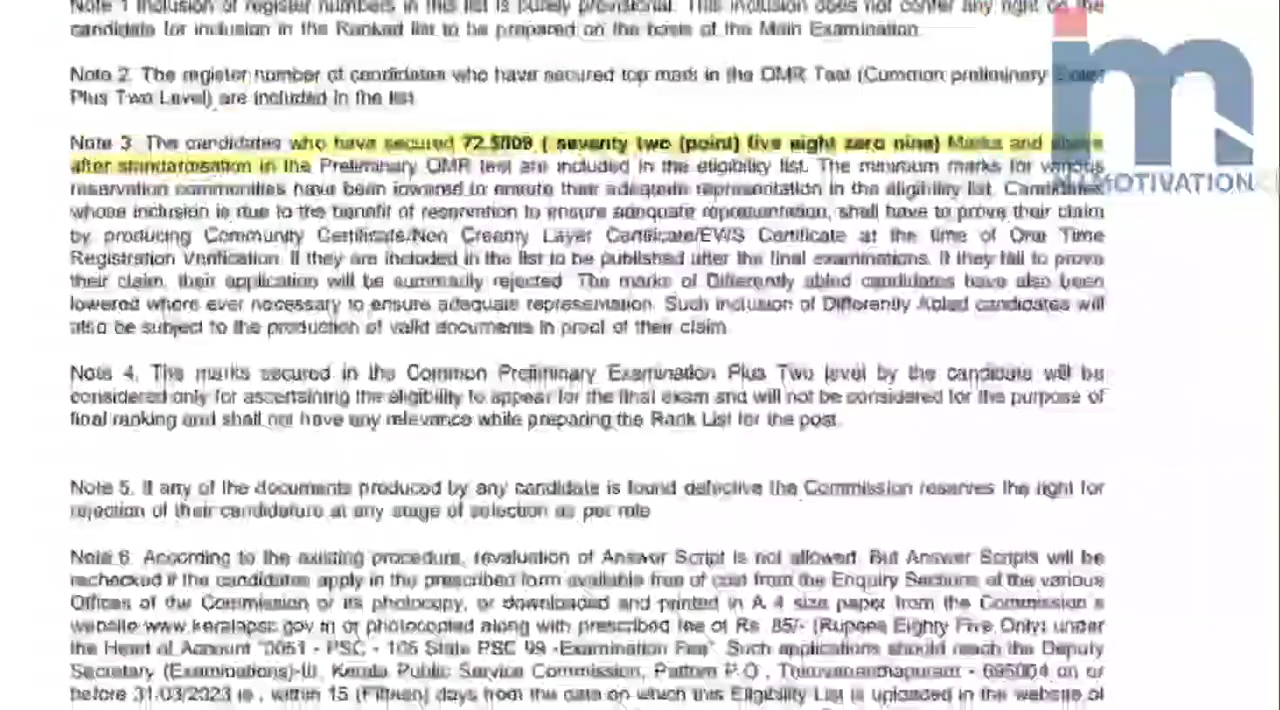 Note 1 Inclusion of register numbers in this list is purely provisional. This inclusion does not confer any right on the
candidate for inclusion in the Ranked list to be prepared on the basis of the Main Examination.
Note 2. The register number of candidates who have secured top mark in the OMR Test (Common preliminary
Plus Two Level) are included in the list
Note 3. The candidates who have secured 72.5809 ( seventy two (point) five eight zero nine) Marks and above
after standardisation in the Preliminary OMR test are included in the eligibility list. The minimum marks for various
reservation communities have been lowered to ensure their adequate representation in the eligibility list. Candidates
whose inclusion is due to the benefit of reservation to ensure adequate representation, shall have to prove their claim
by producing Community Certificate/Non Creamy Layer Certificate/EWS Certificate at the time of One Time
Registration Verification. If they are included in the list to be published after the final examinations. If they fail to prove
their claim, their application will be summarily rejected. The marks of Differently abled candidates have also been
lowered where ever necessary to ensure adequate representation. Such inclusion of Differently Abled candidates will
also be subject to the production of valid documents in proof of their claim.
Note 4. The marks secured in the Common Preliminary Examination Plus Two level by the candidate will be
considered only for ascertaining the eligibility to appear for the final exam and will not be considered for the purpose of
final ranking and shall not have any relevance while preparing the Rank List for the post.
Note 5. If any of the documents produced by any candidate is found defective the Commission reserves the right for
rejection of their candidature at any stage of selection as per rule
Note 6. According to the existing procedure, revaluation of Answer Script is not allowed. But Answer Scripts will be
rechecked if the candidates apply in the prescribed form available free of cost from the Enquiry Sections of the various
Offices of the Commission or its photocopy, or downloaded and printed in A 4 size paper from the Commission's
website www.keralapsc.gov.in or photocopied along with prescribed fee of Rs. 85/- (Rupees Eighty Five Only) under
the Head of Account "0051 - PSC - 105 State PSC 99 -Examination Fee". Such applications should reach the Deputy
Secretary (Examinations)-III, Kerala Public Service Commission, Pattom P.O., Thiruvananthapuram - 695004 on or
before 31/03/2023 ie , within 15 (Fifteen) days from the date on which this Eligibility List is uploaded in the website of
im
MOTIVATION